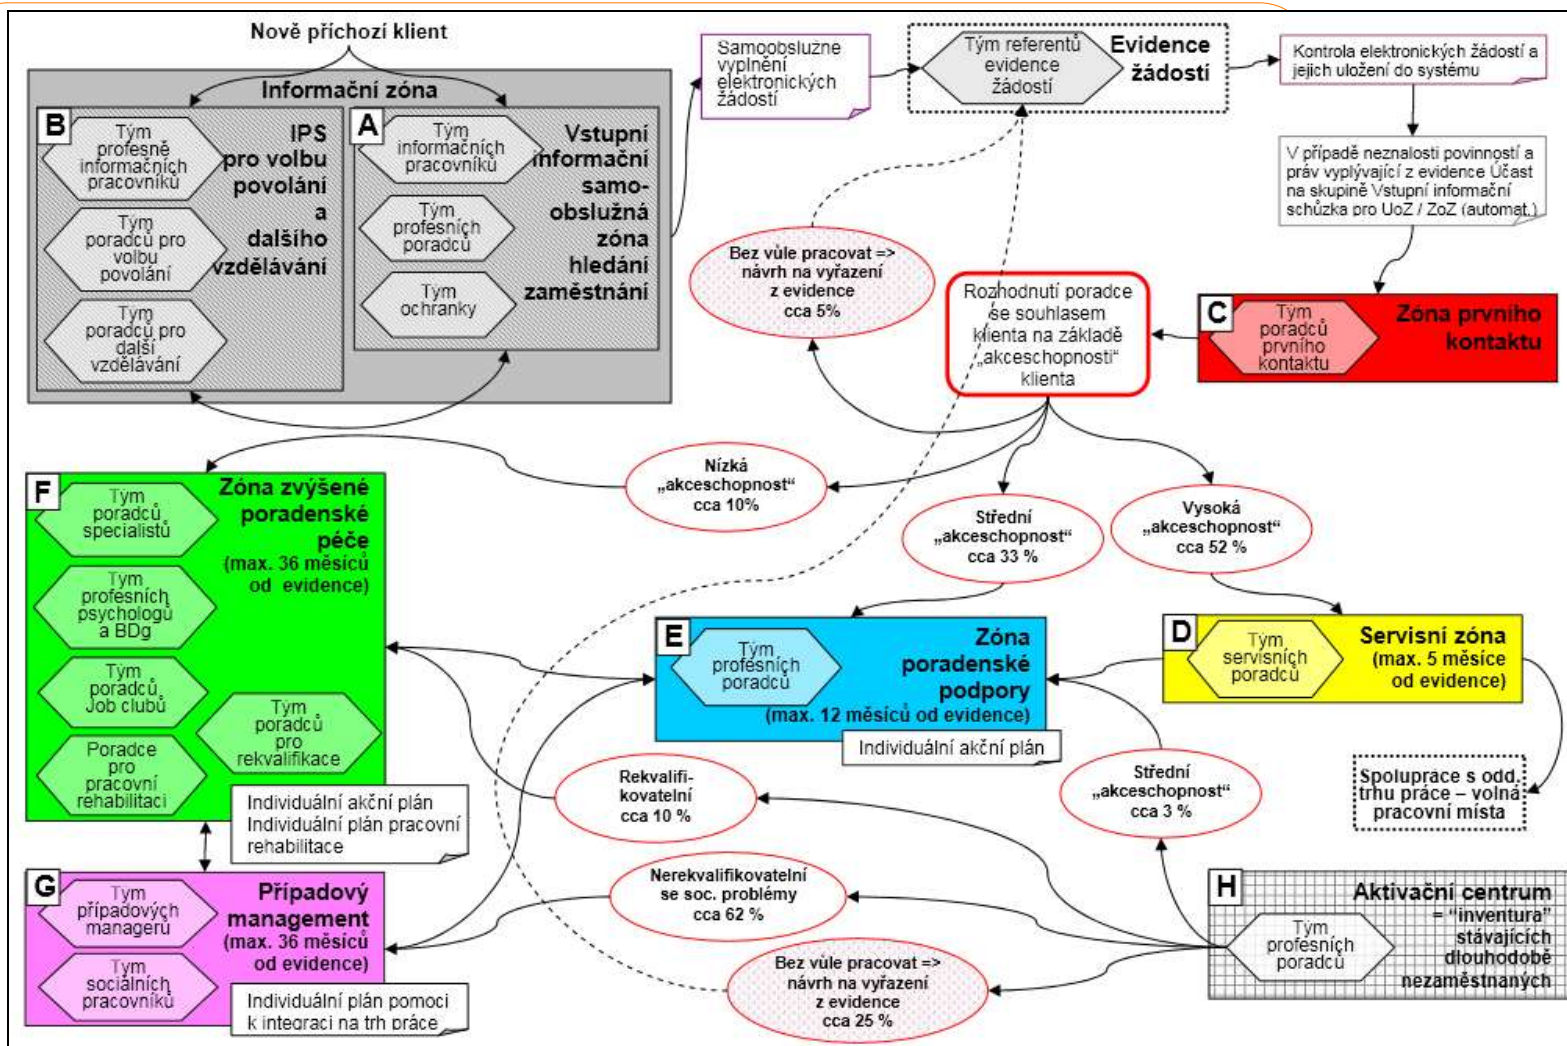 Nově příchozí klient
Informační zóna
B
Tým
profesně
informačních
pracovníků
Tým
poradců pro
volbu
povolání
Tým
poradců pro
další
vzdělávání
IPS
pro volbu
povolání
a
dalšího
vzdělávání
A
Tým
informačních
pracovníků
Tým
profesních
poradců
Tým
ochranky
Vstupní
informační
samo-
obslužná
zóna
hledání
zaměstnání
Samoobslužné
vyplnění
elektronických
žádostí
Tým referentů
evidence
žádostí
Evidence
žádostí
Kontrola elektronických žádostí a
jejich uložení do systému
V případě neznalosti povinností a
práv vyplývající z evidence Účast
na skupině Vstupní informační
schůzka pro UoZ / ZoZ (automat.)
C
Tým
poradců
prvního
kontaktu
Zóna prvního
kontaktu
Rozhodnutí poradce
se souhlasem
klienta na základě
„akceschopnosti“
klienta
Bez vůle pracovat =>
návrh na vyřazení
z evidence
cca 5%
Nízká
„akceschopnost“
cca 10%
Střední
„akceschopnost“
cca 33 %
Vysoká
„akceschopnost“
cca 52 %
F
Tým
poradců
specialistů
Tým
profesních
psychologů
a BDg
Tým
poradců
Job clubů
Poradce
pro
pracovní
rehabilitaci
Tým
poradců
pro
rekvalifikace
Zóna zvýšené
poradenské
péče
(max. 36 měsíců
od evidence)
Individuální akční plán
Individuální plán pracovní
rehabilitace
E
Tým
profesních
poradců
Zóna
poradenské
podpory
(max. 12 měsíců od evidence)
Individuální akční plán
D
Tým
servisních
poradců
Servisní zóna
(max. 5 měsíce
od evidence)
Spolupráce s odd.
trhu práce – volná
pracovní místa
Rekvalifi-
kovatelní
cca 10 %
Střední
„akceschopnost“
cca 3 %
Nerekvalifikovatelní
se soc. problémy
cca 62 %
Bez vůle pracovat =>
návrh na vyřazení
z evidence
cca 25 %
G
Tým
případových
managerů
Tým
sociálních
pracovníků
Případový
management
(max. 36 měsíců
od evidence)
Individuální plán pomoci
k integraci na trh práce
H
Tým
profesních
poradců
Aktivační centrum
= “inventura”
stávajících
dlouhodobě
nezaměstnaných